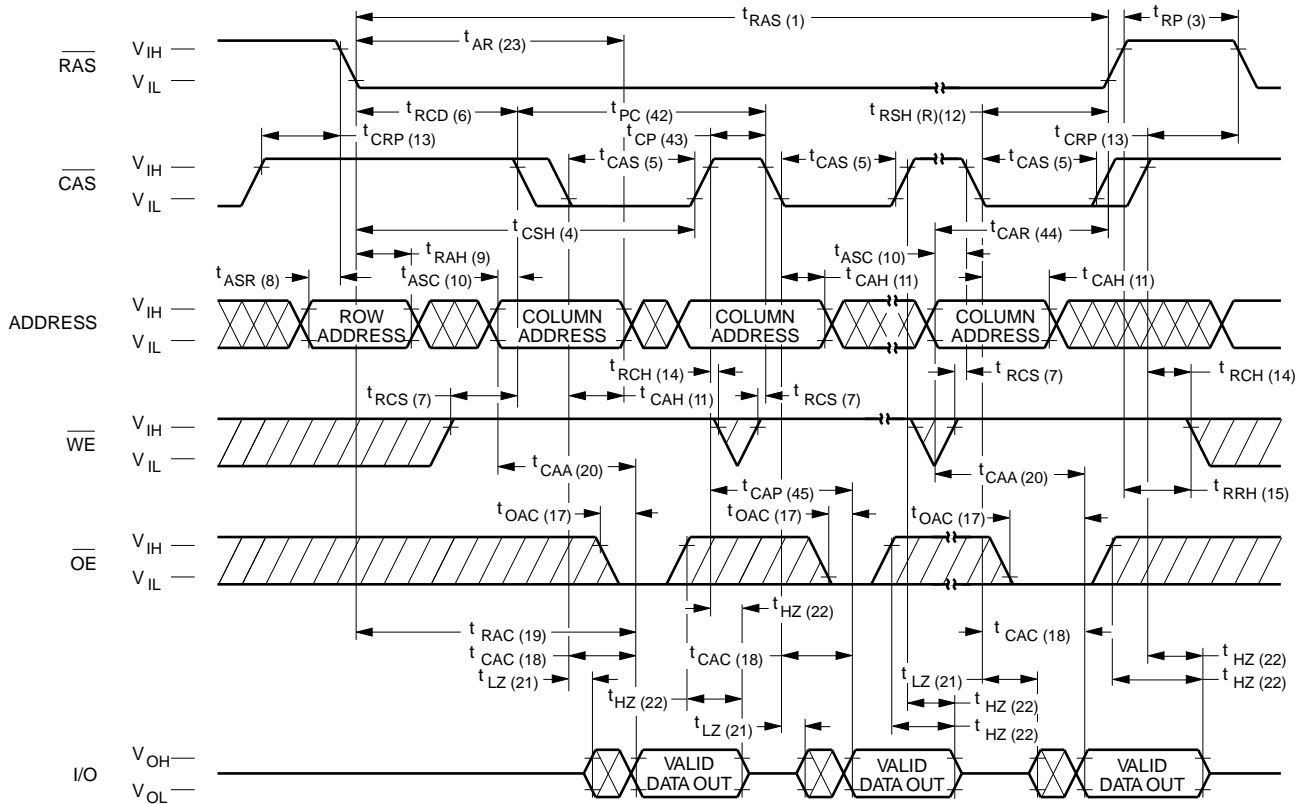 t RAS (1)
t RP (3)
t AR (23)
RAS
V IH
V IL
t RCD (6)
t PC (42)
t RSH (R)(12)
t CRP (13)
t CP (43)
t CRP (13)
CAS
V IH
V IL
t CAS (5)
t CAS (5)
t CAS (5)
t CSH (4)
t CAR (44)
t RAH (9)
t ASC (10)
t ASR (8)
t ASC (10)
t CAH (11)
t CAH (11)
ADDRESS
V IH
V IL
ROW ADDRESS
COLUMN ADDRESS
COLUMN ADDRESS
COLUMN ADDRESS
t RCH (14)
t RCS (7)
t RCH (14)
t RCS (7)
t CAH (11)
t RCS (7)
WE
V IH
V IL
t CAA (20)
t CAP (45)
t CAA (20)
t RRH (15)
t OAC (17)
t OAC (17)
t OAC (17)
OE
V IH
V IL
t HZ (22)
t RAC (19)
t CAC (18)
t CAC (18)
t CAC (18)
t HZ (22)
t LZ (21)
t LZ (21)
t HZ (22)
t HZ (22)
t HZ (22)
t LZ (21)
t HZ (22)
I/O
V OH
V OL
VALID DATA OUT
VALID DATA OUT
VALID DATA OUT